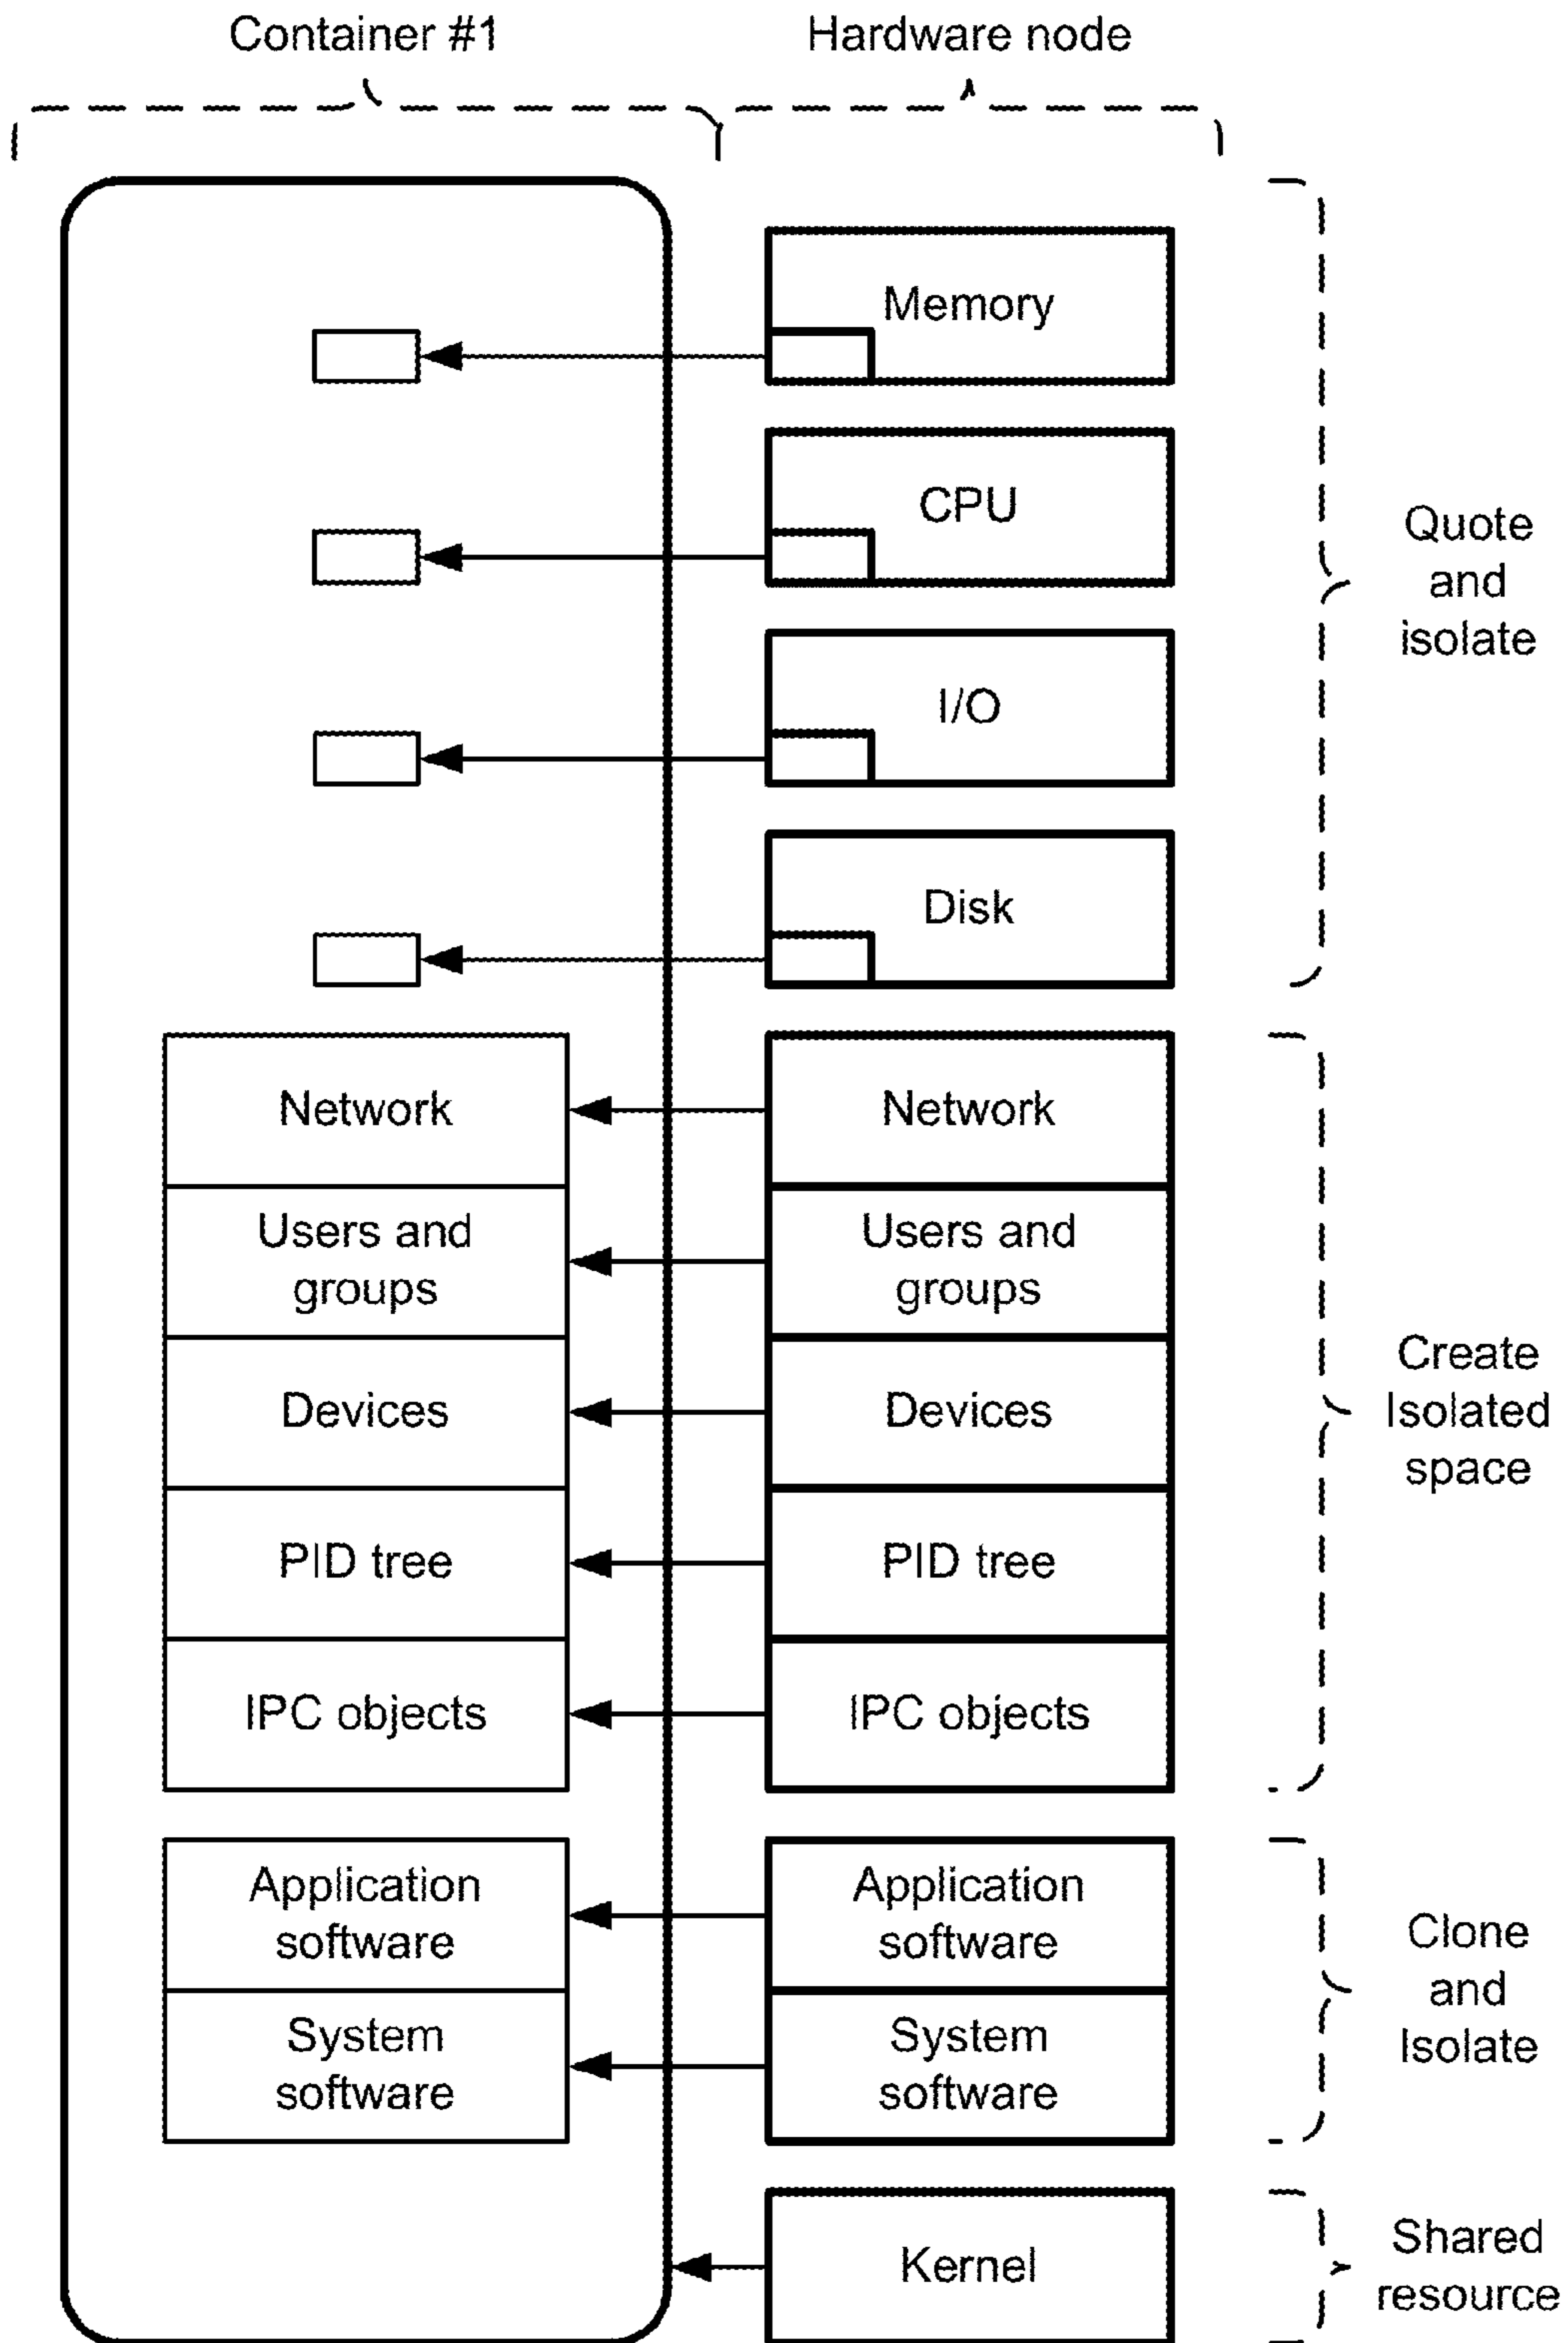 Container #1
Hardware node
Memory
CPU
I/O
Disk
Quote
and
isolate
Network
Network
Users and
groups
Users and
groups
Devices
Devices
PID tree
PID tree
IPC objects
IPC objects
Create
Isolated
space
Application
software
Application
software
System
software
System
software
Clone
and
Isolate
Kernel
Shared
resource